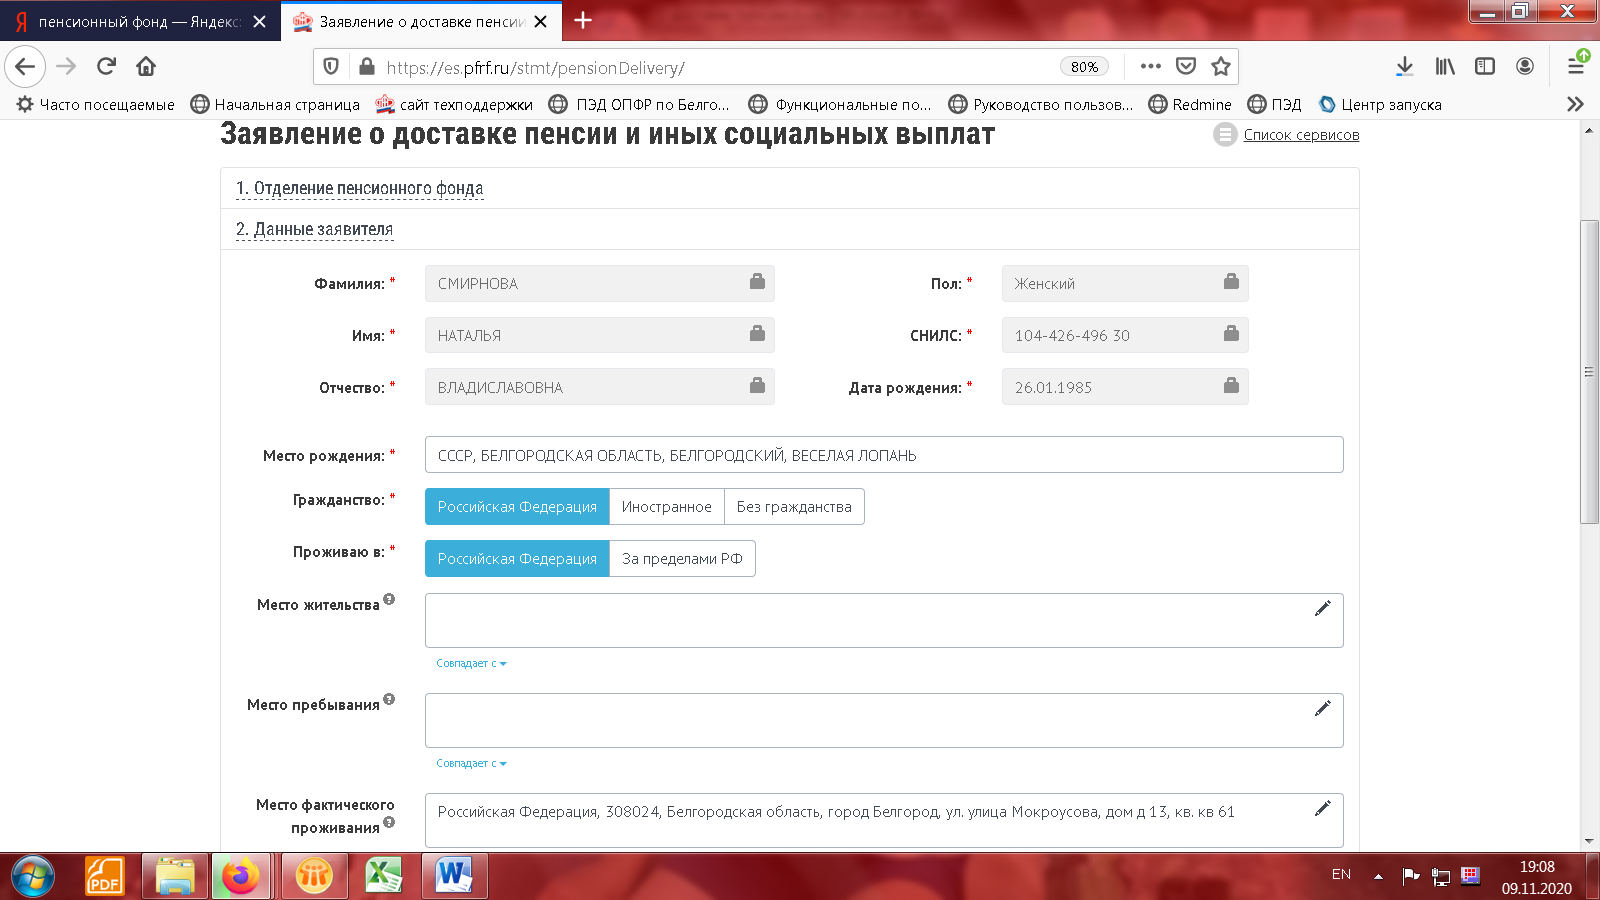 пенсионный фонд — Яндекс:
Заявление о доставке пенсии
https://es.pfrf.ru/stmt/pensionDelivery/
80%
Часто посещаемые
Начальная страница
сайт техподдержки
ПЭД ОПФР по Белго...
Функциональные по...
Руководство пользов...
Redmine
ПЭД
Центр запуска
Заявление о доставке пенсии и иных социальных выплат
Список сервисов
1. Отделение пенсионного фонда
2. Данные заявителя
Фамилия: * СМИРНОВА
Пол: * Женский
Имя: * НАТАЛЬЯ
СНИЛС: * 104-426-496 30
Отчество: * ВЛАДИСЛАВОВНА
Дата рождения: * 26.01.1985
Место рождения: * СССР, БЕЛГОРОДСКАЯ ОБЛАСТЬ, БЕЛГОРОДСКИЙ, ВЕСЕЛАЯ ЛОПАНЬ
Гражданство: * Российская Федерация Иностранное Без гражданства
Проживаю в: * Российская Федерация За пределами РФ
Место жительства
Совпадает с
Место пребывания
Совпадает с
Место фактического
проживания
Российская Федерация, 308024, Белгородская область, город Белгород, ул. улица Мокроусова, дом д 13, кв. кв 61
PDF
EN
19:08
09.11.2020